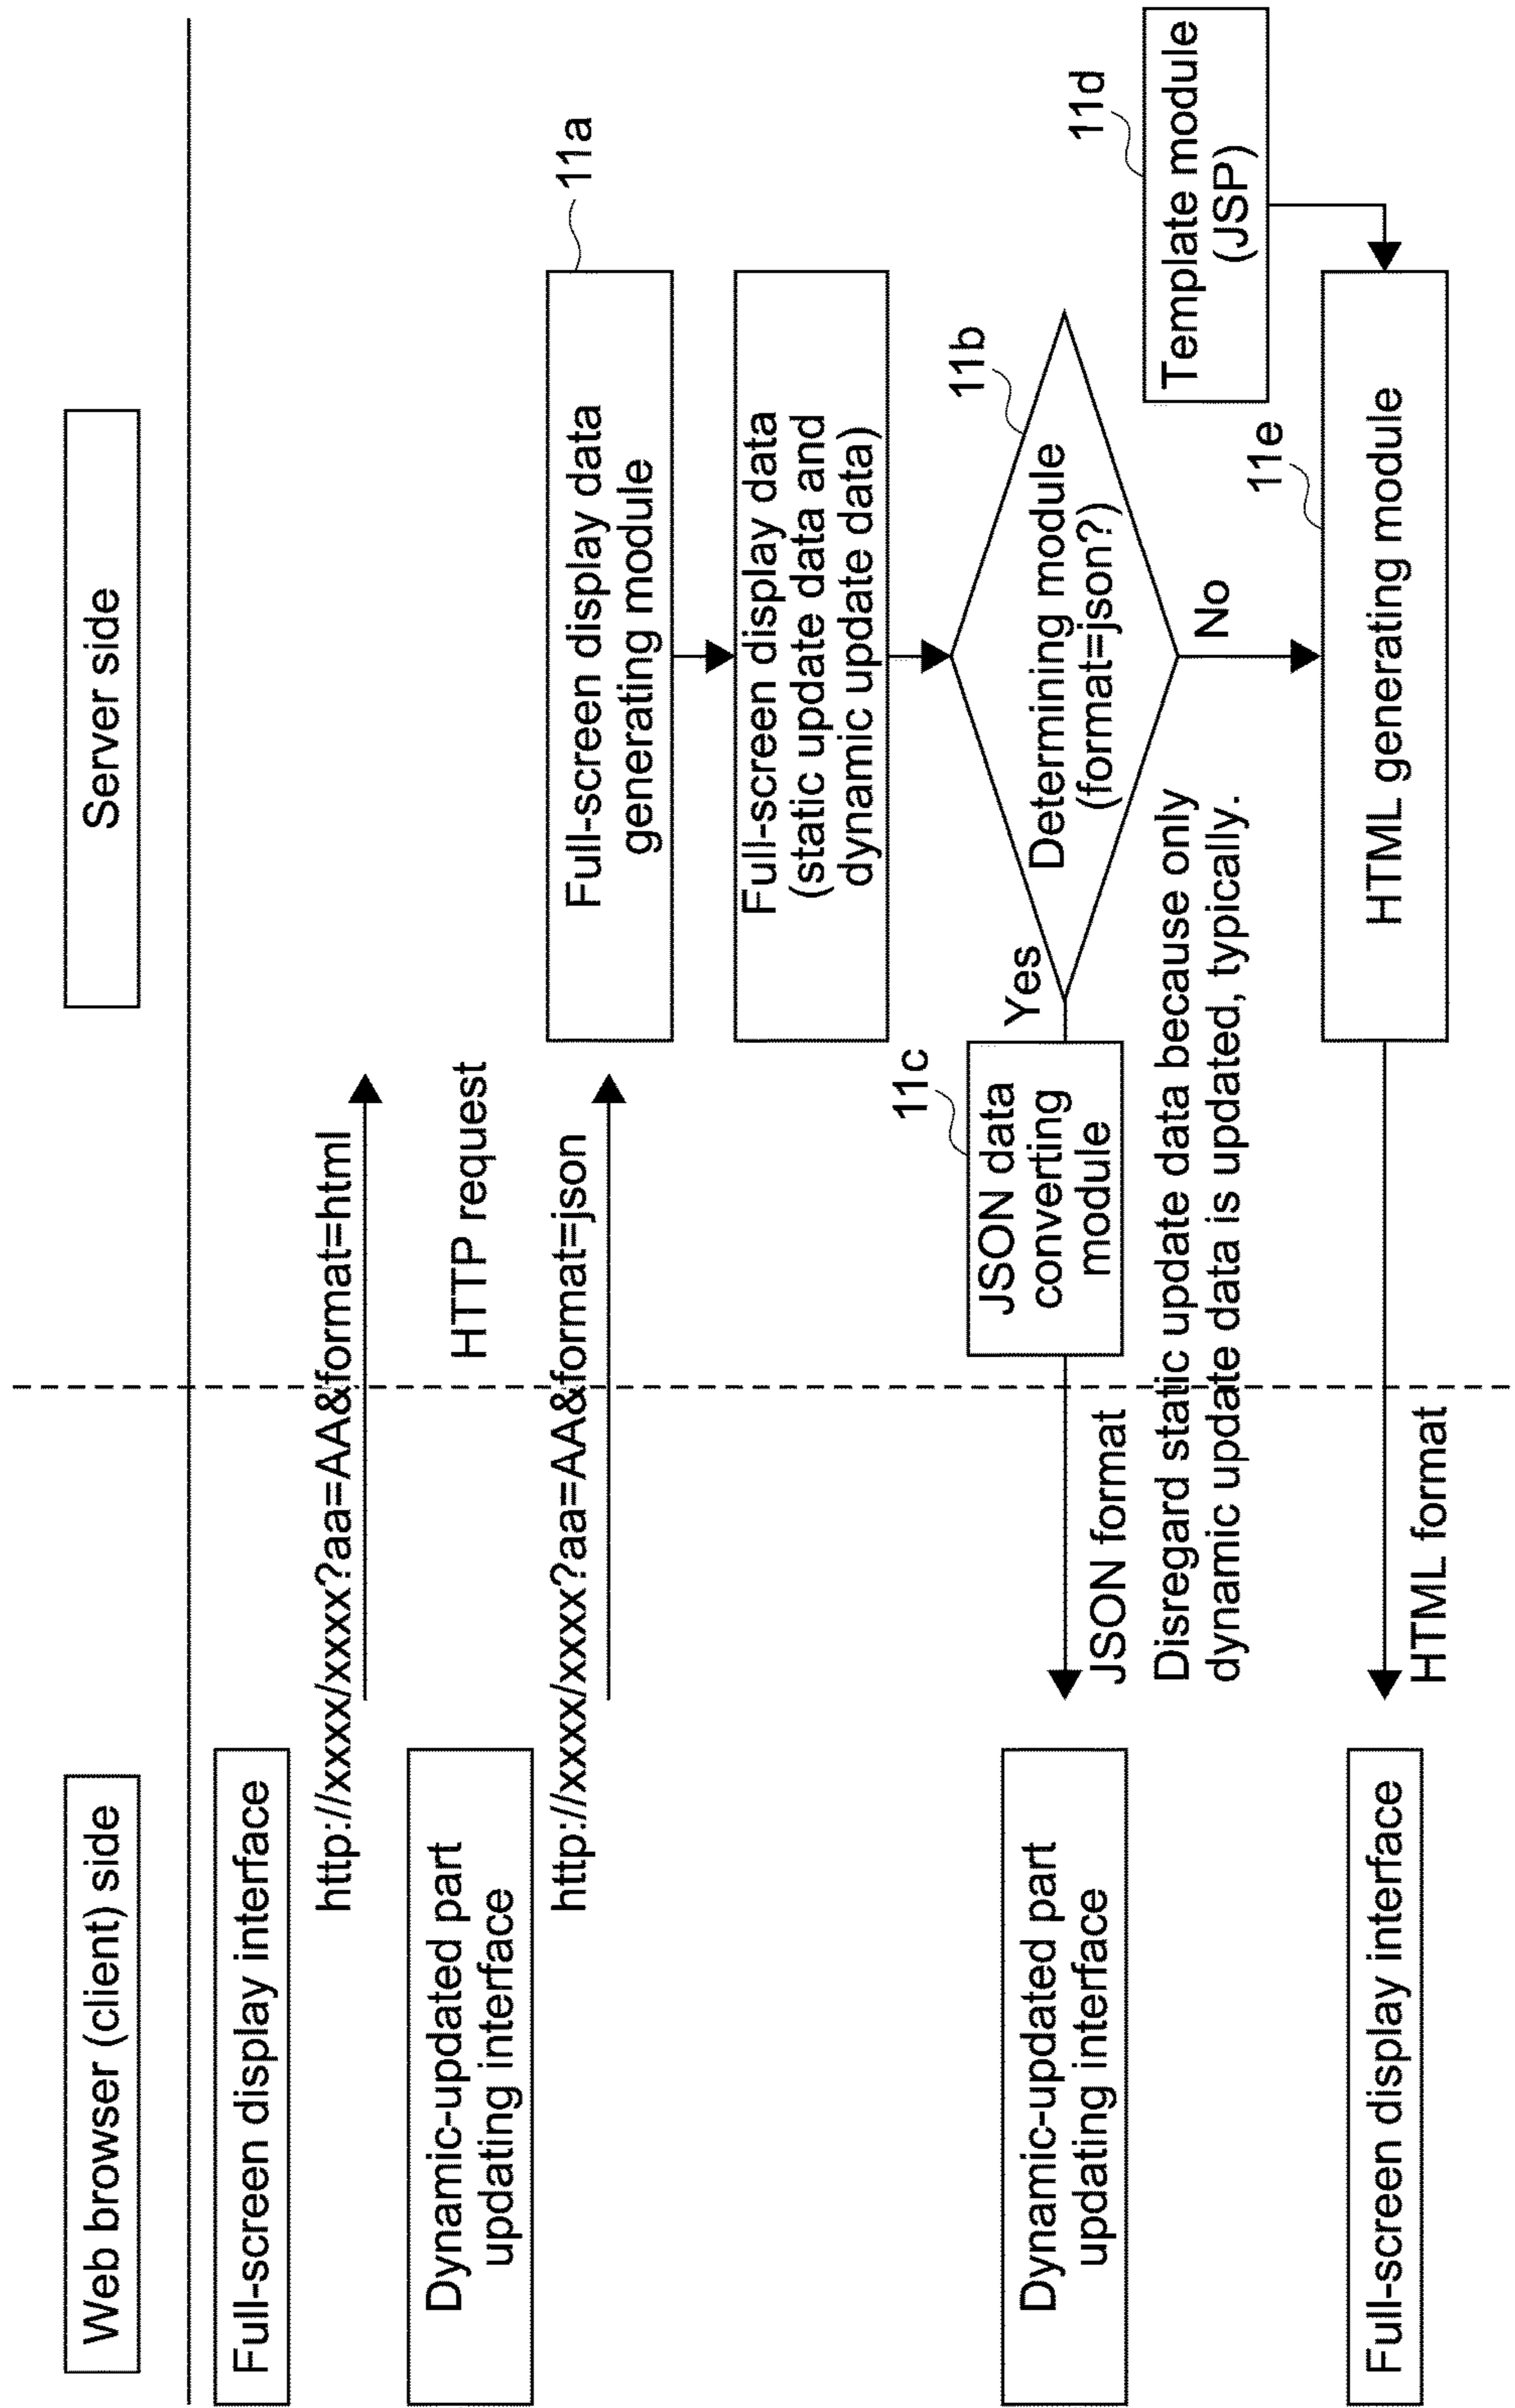 Web browser (client) side
Server side
Full-screen display interface
http://xxx/xxx?aa=AA&format=html
HTTP request
Dynamic-updated part
updating interface
http://xxx/xxx?aa=AA&format=json
11a
Full-screen display data
generating module
Full-screen display data
(static update data and
dynamic update data)
11b
Determining module
(format=json?)
Yes
No
11c
JSON data
converting
module
Dynamic-updated part
updating interface
JSON format
Disregard static update data because only
dynamic update data is updated, typically.
11d
Template module
(JSP)
11e
HTML generating module
HTML format
Full-screen display interface